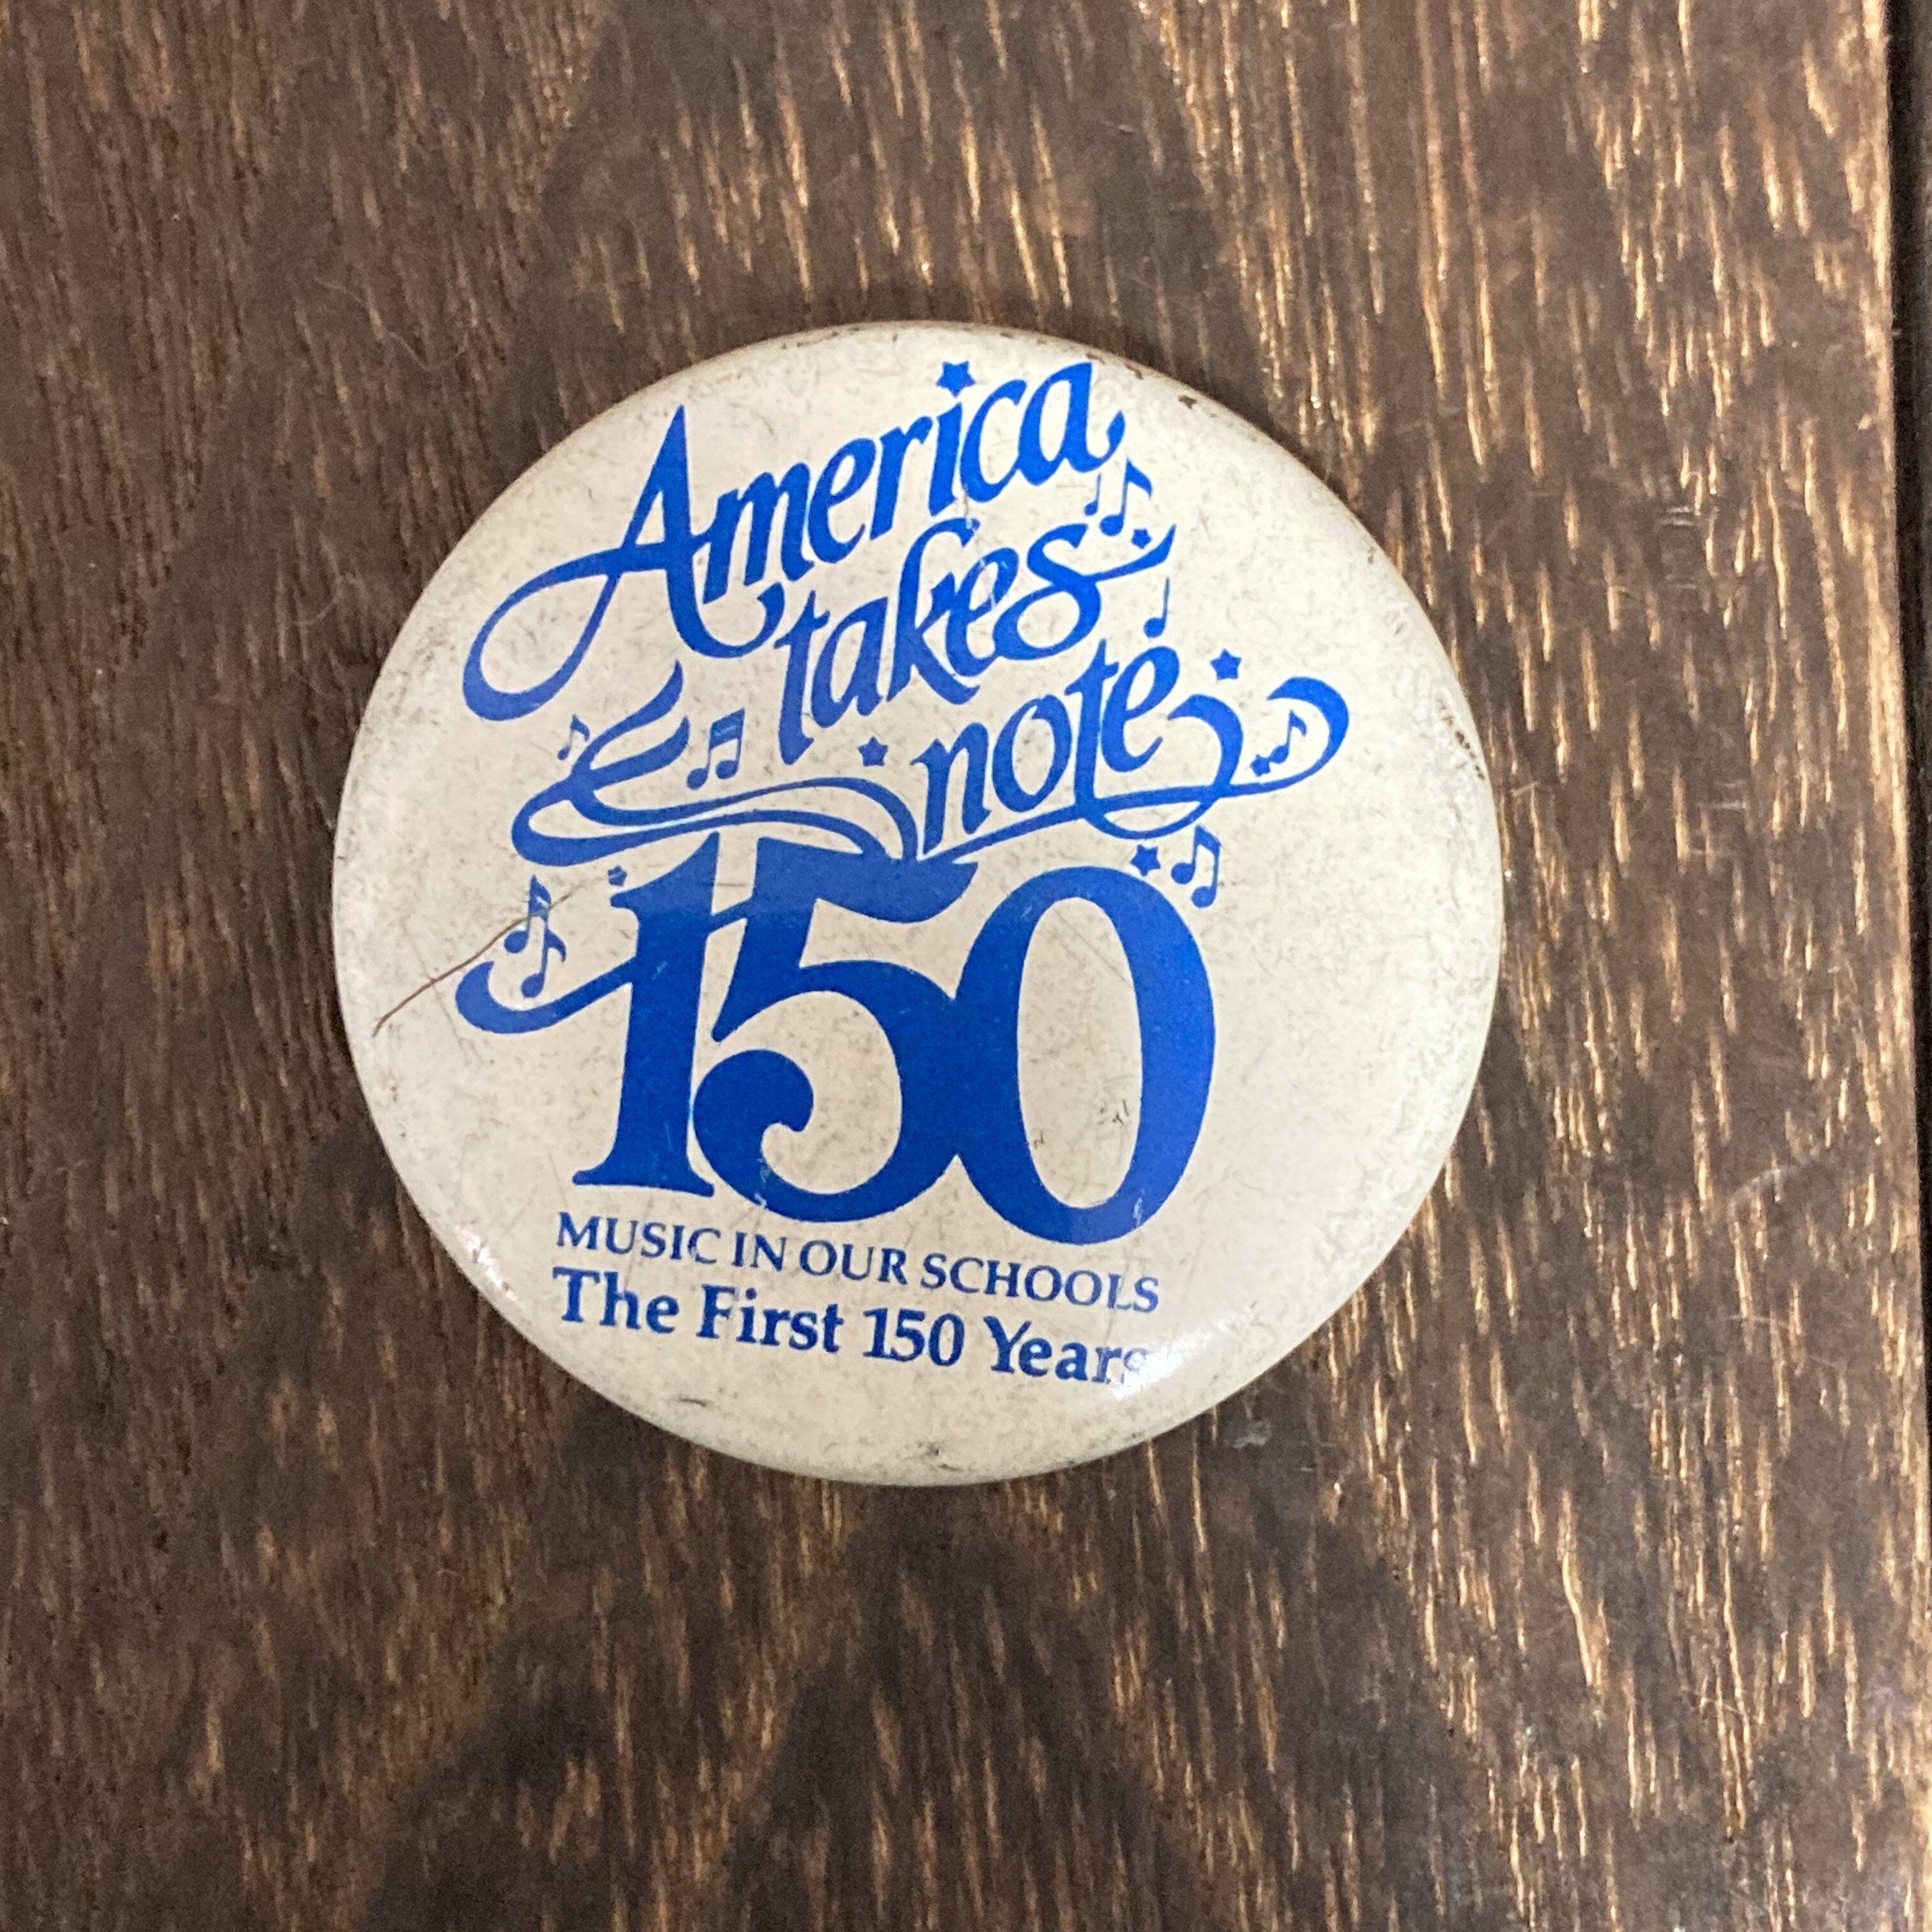 America
takes
note
150
MUSIC IN OUR SCHOOLS
The First 150 Years